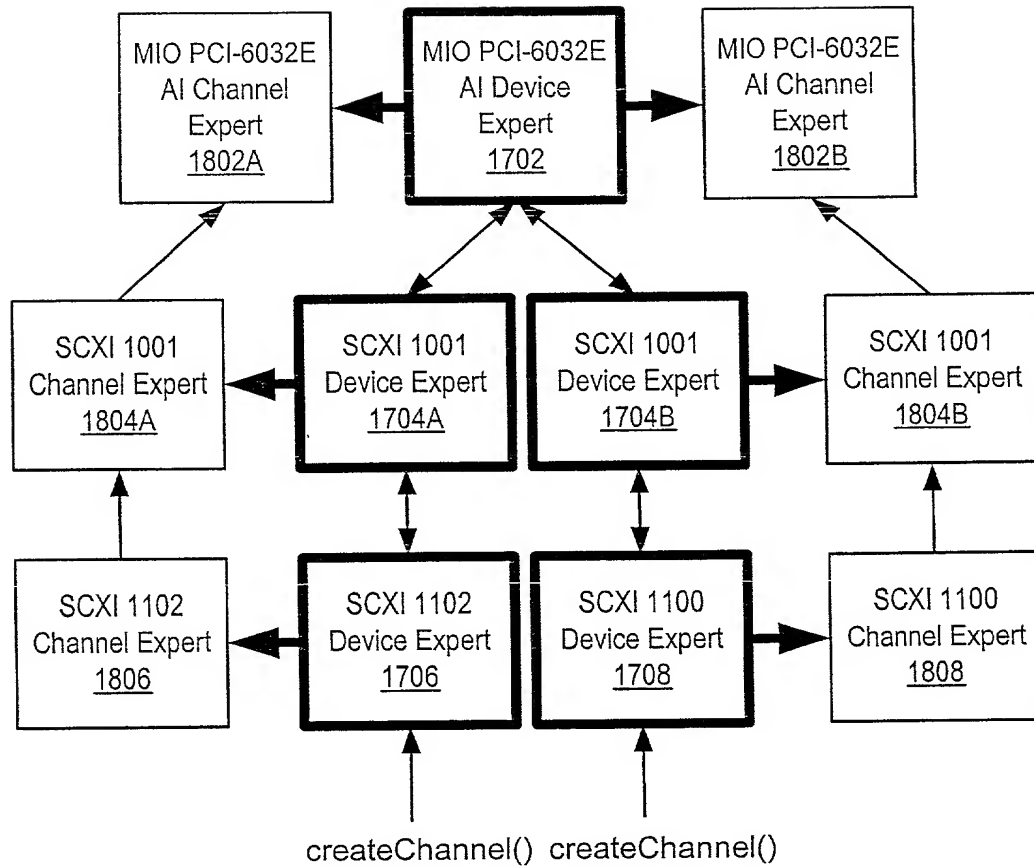 MIO PCI-6032E
AI Channel
Expert
1802A
MIO PCI-6032E
AI Device
Expert
1702
MIO PCI-6032E
AI Channel
Expert
1802B
SCXI 1001
Channel Expert
1804A
SCXI 1001
Device Expert
1704A
SCXI 1001
Device Expert
1704B
SCXI 1001
Channel Expert
1804B
SCXI 1102
Channel Expert
1806
SCXI 1102
Device Expert
1706
SCXI 1100
Device Expert
1708
SCXI 1100
Channel Expert
1808
createChannel() createChannel()